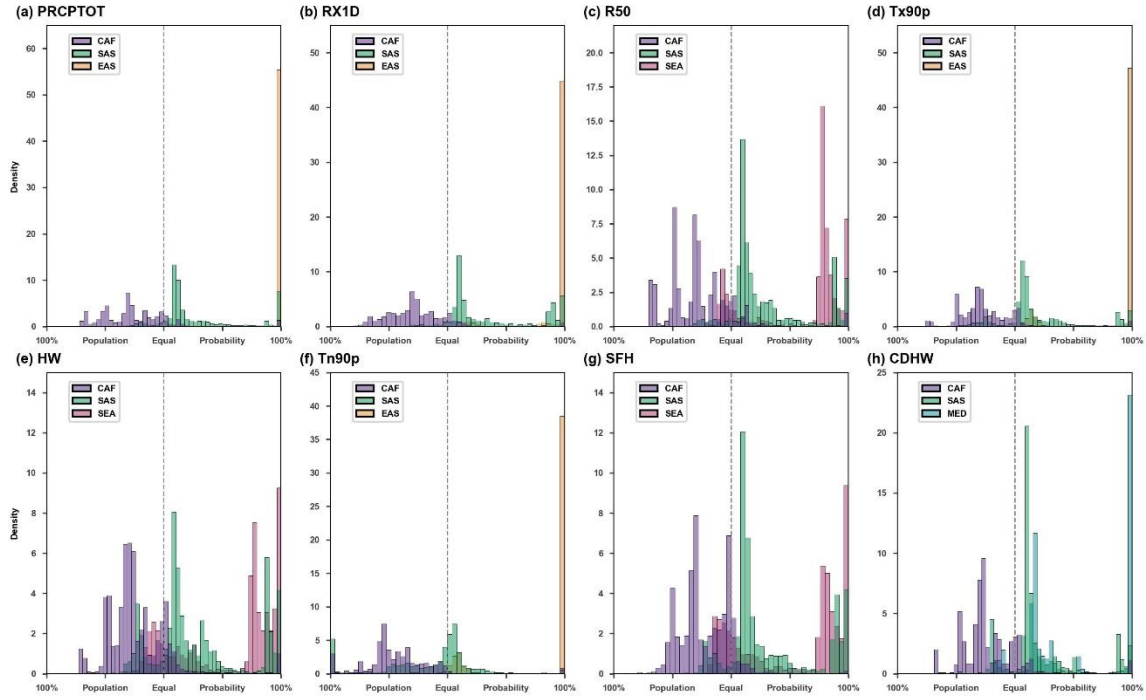 (a) PRCPTOT
(b) RX1D
(c) R50
(d) Tx90p
60
50
40
30
20
10
0
Density
CAF
SAS
EAS
100%
Population
Equal
Probability
100%
50
40
30
20
10
0
CAF
SAS
EAS
Population
Equal
Probability
100%
20.0
17.5
15.0
12.5
10.0
7.5
5.0
2.5
0.0
CAF
SAS
SEA
Population
Equal
Probability
100%
50
40
30
20
10
0
CAF
SAS
EAS
Population
Equal
Probability
100%
(e) HW
(f) Tn90p
(g) SFH
(h) CDHW
14
12
10
8
6
4
2
0
Density
CAF
SAS
SEA
100%
Population
Equal
Probability
100%
45
40
35
30
25
20
15
10
5
0
CAF
SAS
EAS
Population
Equal
Probability
100%
14
12
10
8
6
4
2
0
CAF
SAS
SEA
Population
Equal
Probability
100%
25
20
15
10
5
0
CAF
SAS
MED
Population
Equal
Probability
100%